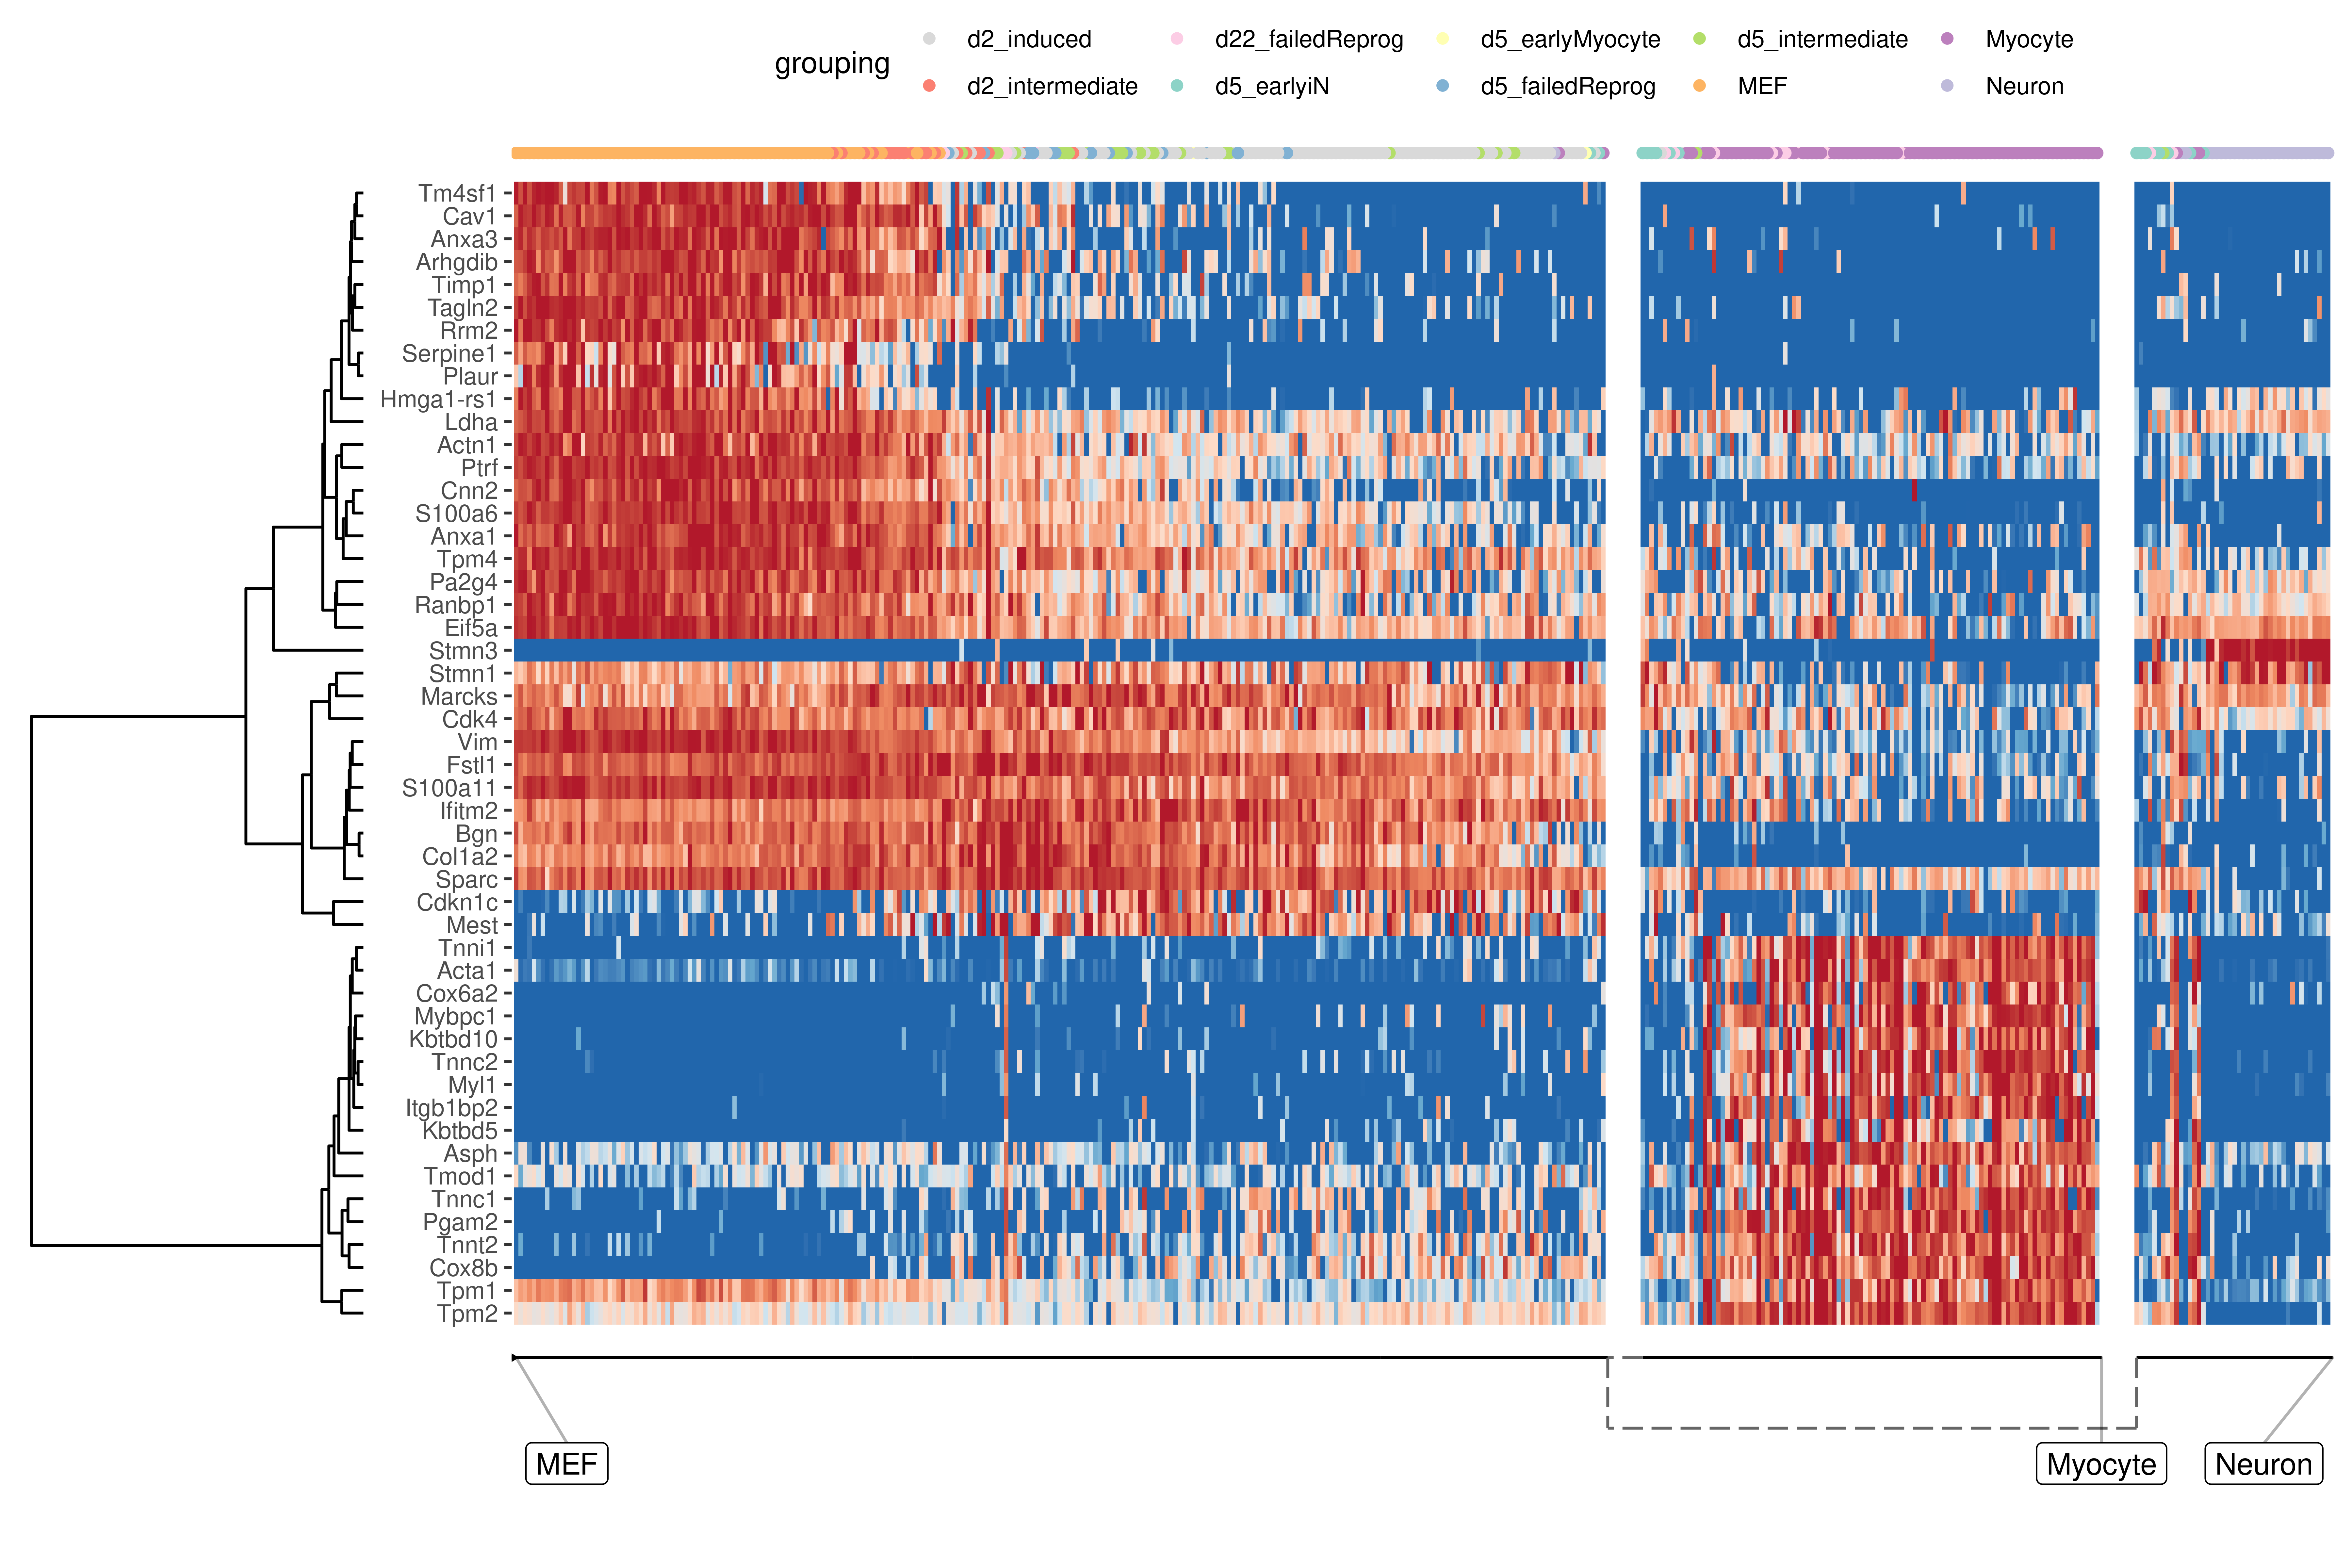 grouping
d2_induced
d22_failedReprog
d5_earlyMyocyte
d5_intermediate
Myocyte
d2_intermediate
d5_earlyiN
d5_failedReprog
MEF
Neuron
Tm4sf1
Cav1
Anxa3
Arhgdib
Timp1
Tagln2
Rrm2
Serpine1
Plaur
Hmga1-rs1
Ldha
Actn1
Ptrf
Cnn2
S100a6
Anxa1
Tpm4
Pa2g4
Ranbp1
Eif5a
Stmn3
Stmn1
Marcks
Cdk4
Vim
Fstl1
S100a11
Ifitm2
Bgn
Col1a2
Sparc
Cdkn1c
Mest
Tnni1
Acta1
Cox6a2
Mybpc1
Kbtbd10
Tnnc2
Myl1
Itgb1bp2
Kbtbd5
Asph
Tmod1
Tnnc1
Pgam2
Tnnt2
Cox8b
Tpm1
Tpm2
MEF
Myocyte
Neuron